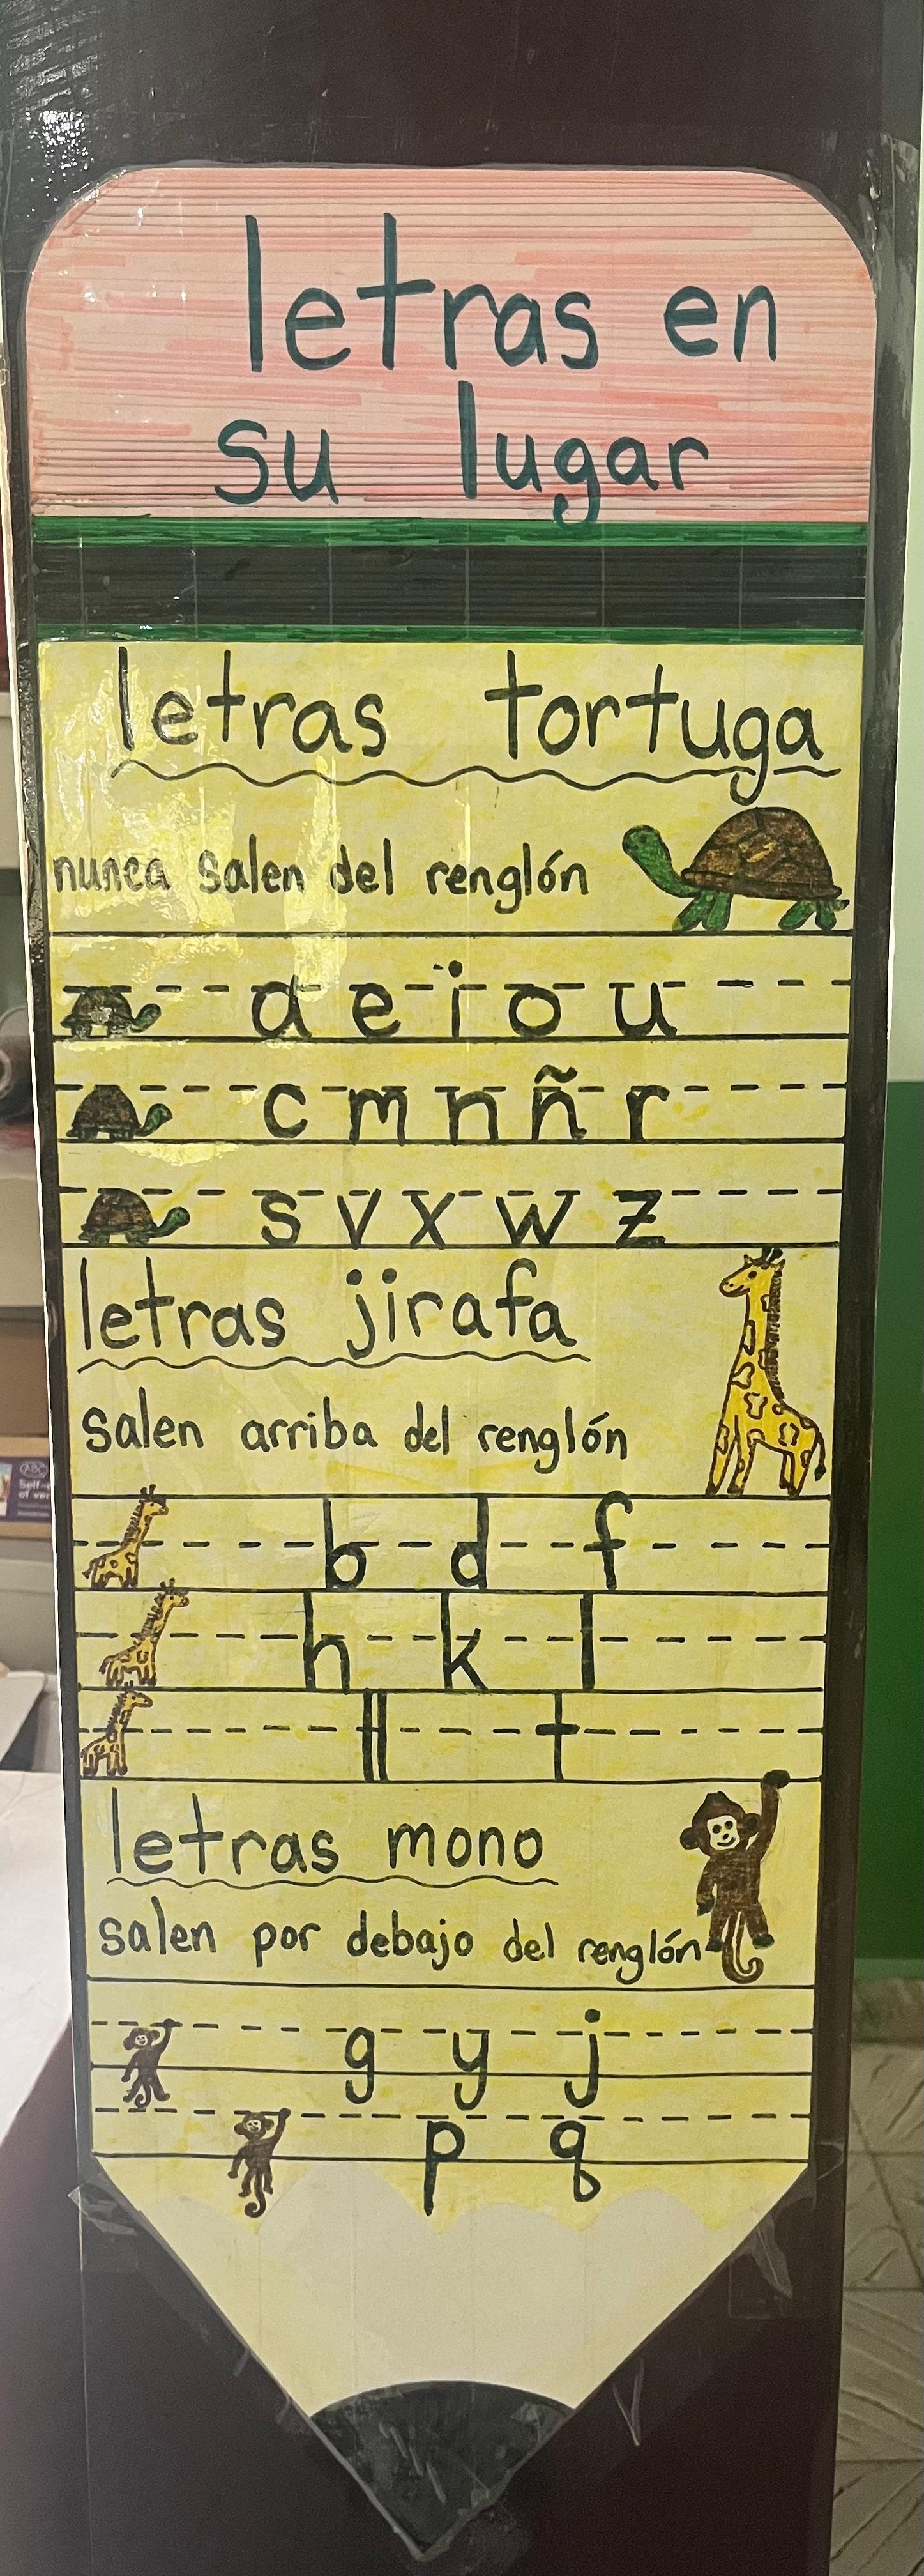 letras en
su lugar
letras tortuga
nunca salen del renglón
a e i o u
c m n ñ r
s v x w z
letras jirafa
salen arriba del renglón
b d f
h k l
ll t
letras mono
salen por debajo del renglón
g y j
p q
ABC